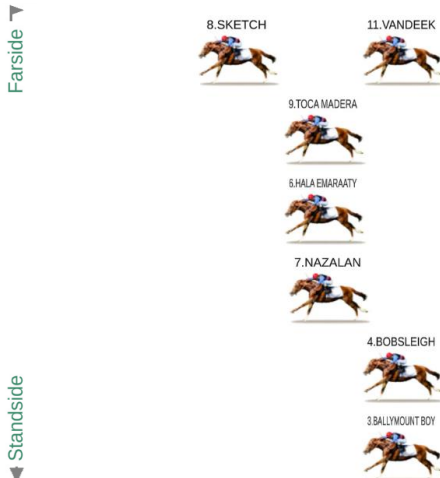 Farside
8.SKETCH
11.VANDEEK
9.TOCA MADERA
6.HALA EMARAATY
7.NAZALAN
4.BOBSLEIGH
3.BALLYMOUNT BOY
Standside